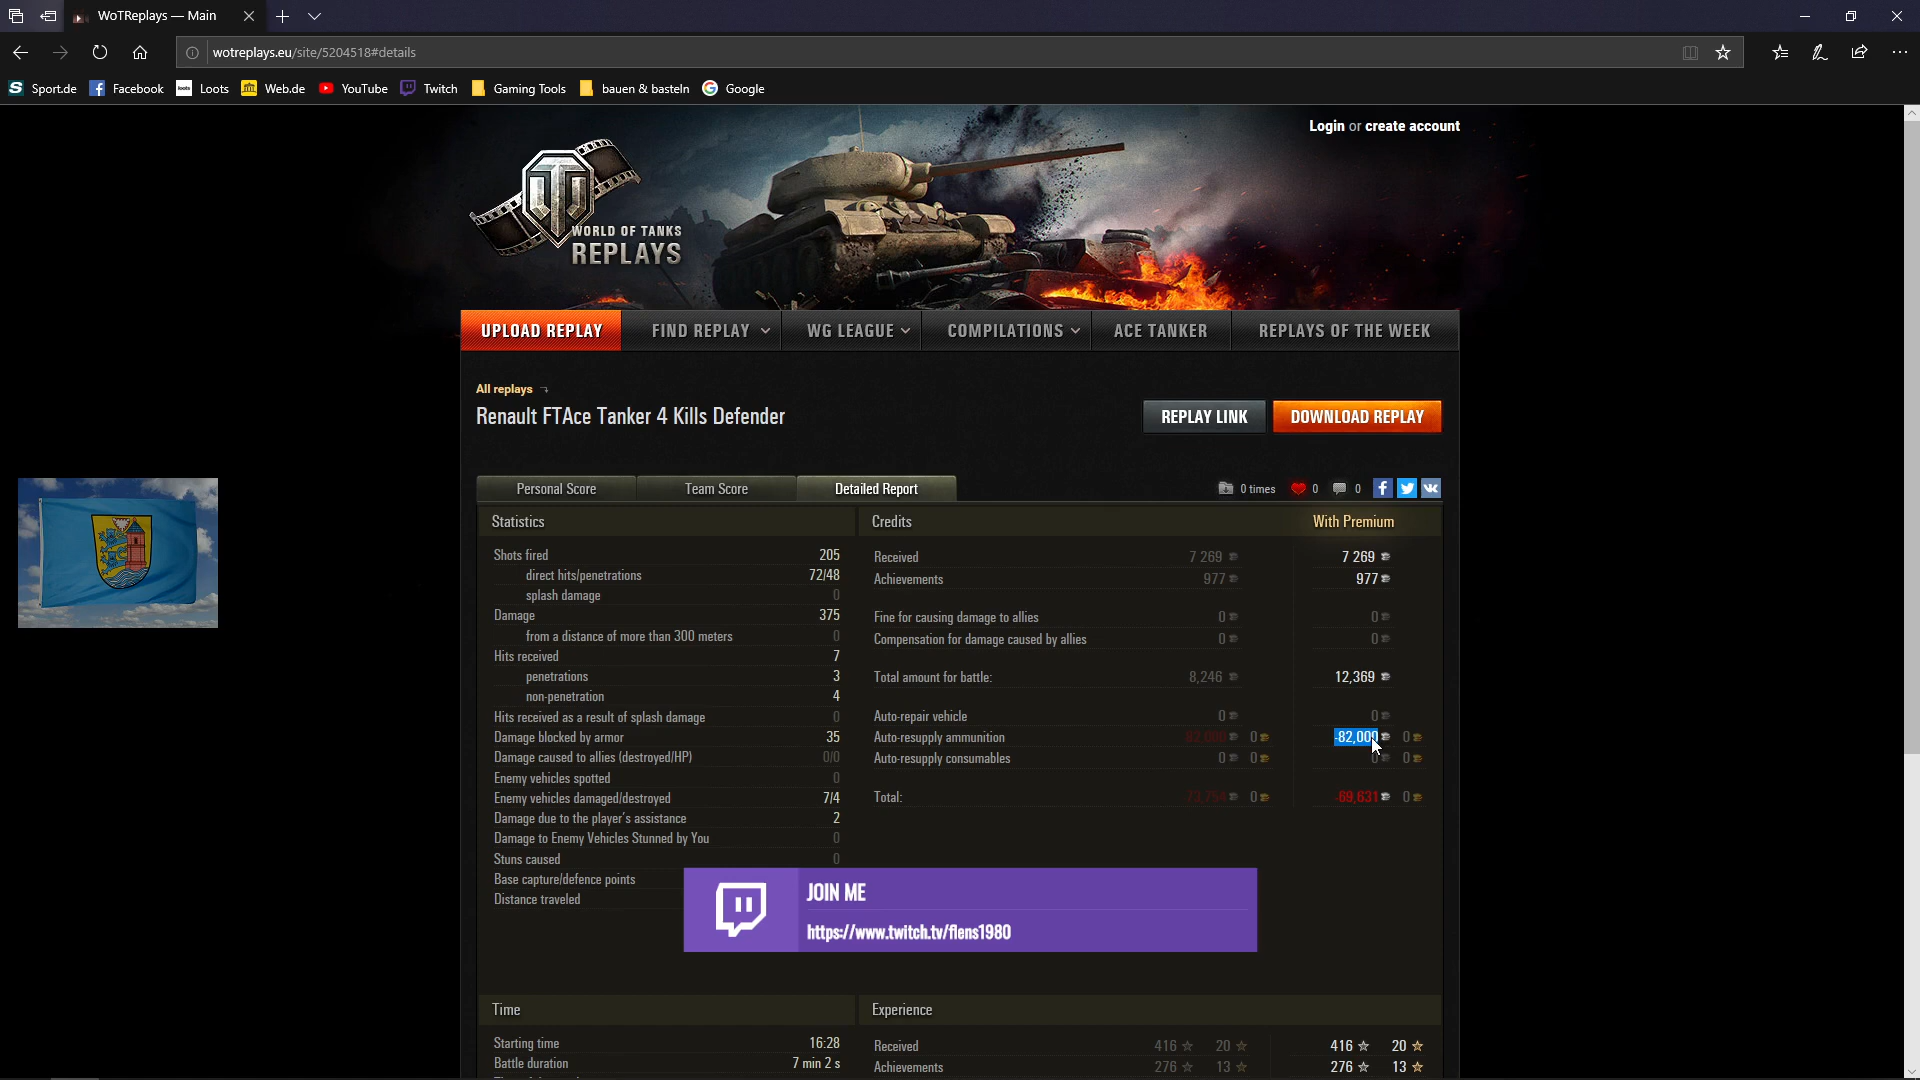 WoTReplays — Main
wotreplays.eu/site/5204518#details
Sport.de Facebook Loots Web.de YouTube Twitch Gaming Tools bauen & basteln Google
Login or create account
WORLD OF TANKS
REPLAYS
UPLOAD REPLAY FIND REPLAY WG LEAGUE COMPILATIONS ACE TANKER REPLAYS OF THE WEEK
All replays
Renault FTAce Tanker 4 Kills Defender
REPLAY LINK DOWNLOAD REPLAY
Personal Score Team Score Detailed Report 0 times 0 0
Statistics Credits With Premium
Shots fired 205
direct hits/penetrations 72/48
splash damage 0
Damage 375
from a distance of more than 300 meters 0
Hits received 7
penetrations 3
non-penetration 4
Hits received as a result of splash damage 0
Damage blocked by armor 35
Damage caused to allies (destroyed/HP) 0/0
Enemy vehicles spotted 0
Enemy vehicles damaged/destroyed 7/4
Damage due to the player's assistance 2
Damage to Enemy Vehicles Stunned by You 0
Stuns caused 0
Base capture/defence points
Distance traveled
Received 7 269 7 269
Achievements 977 977
Fine for causing damage to allies 0 0
Compensation for damage caused by allies 0 0
Total amount for battle: 8,246 12,369
Auto-repair vehicle 0 0
Auto-resupply ammunition -82,000 0 -82,000 0
Auto-resupply consumables 0 0 0 0
Total: -73,754 0 -69,631 0
JOIN ME
https://www.twitch.tv/flens1980
Time Experience
Starting time 16:28
Battle duration 7 min 2 s
Received 416 20 416 20
Achievements 276 13 276 13